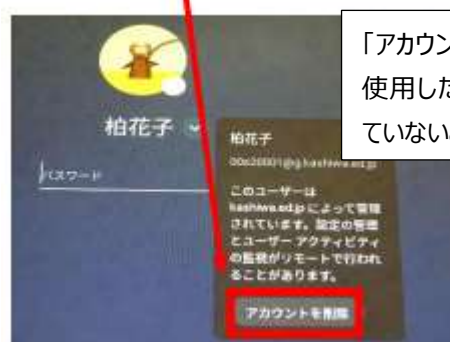 「アカウン
使用した
ていない
柏花子
パスワード
柏花子
このユーザーは
kashiwa.ed.jp によって管理
されています。設定の管理
とユーザー アクティビティ
の監視がリモートで行われ
ることがあります。
アカウントを削除